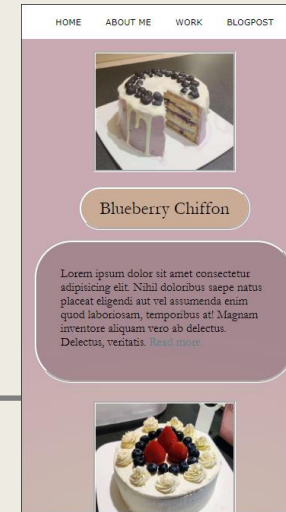 HOME ABOUT ME WORK BLOGPOST
Blueberry Chiffon
Lorem ipsum dolor sit amet consectetur
adipisicing elit. Nihil doloribus saepe natus
placeat eligendi aut vel assumenda enim
quod laboriosam, temporibus at! Magnam
inventore aliquam vero ab delectus.
Delectus, veritatis. Read more.